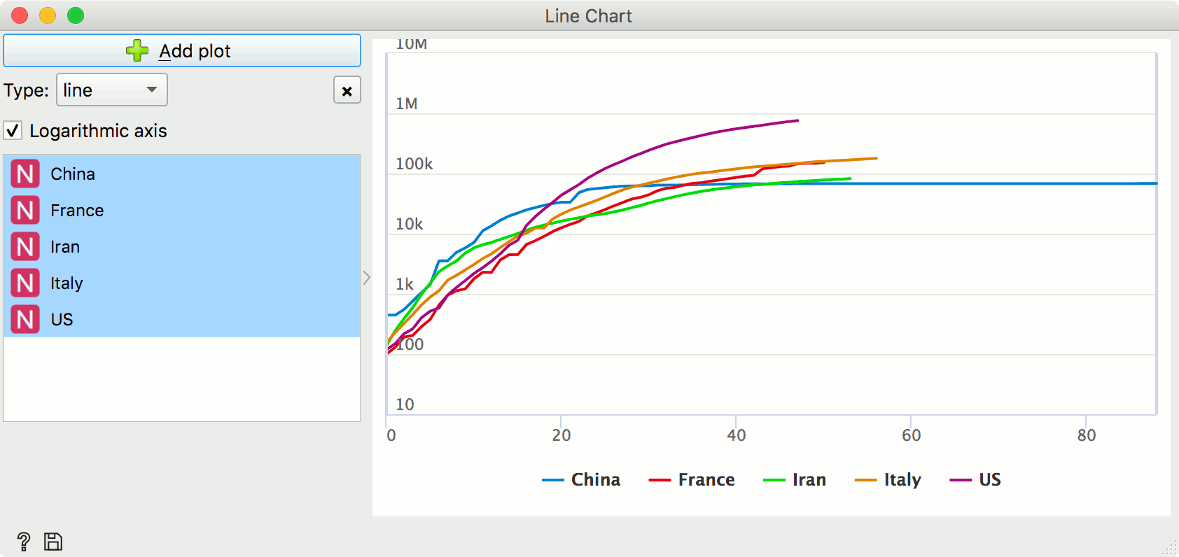 Line Chart
Add plot
Type: line
Logarithmic axis
N China
N France
N Iran
N Italy
N US
10M
1M
100k
10k
1k
100
10
0 20 40 60 80
China France Iran Italy US
?